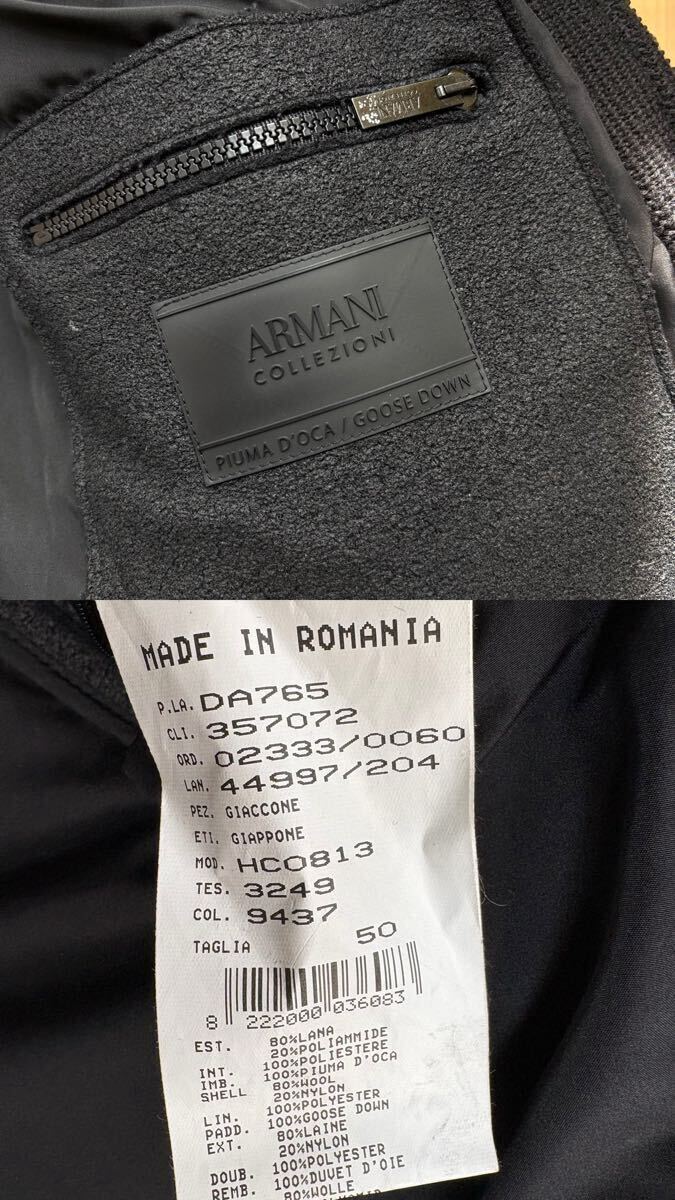 ARMANI
COLLEZIONI
PIUMA D'OCA / GOOSE DOWN
MADE IN ROMANIA
P.LA. DA765
CLI. 357072
ORD. 02333/0060
LAN. 44997/204
PEZ. GIACCONE
ETI. GIAPPONE
MOD. HC0813
TES. 3249
COL. 9437
TAGLIA 50
8 222000 036083
EST. 80%LANA
20%POLIAMMIDE
INT. 100%POLIESTERE
IMB. 100%PIUMA D'OCA
SHELL 80%WOOL
20%NYLON
LIN. 100%POLYESTER
PADD. 100%GOOSE DOWN
EXT. 80%LAINE
20%NYLON
DOUB. 100%POLYESTER
REMB. 100%DUVET D'OIE
80%WOLLE